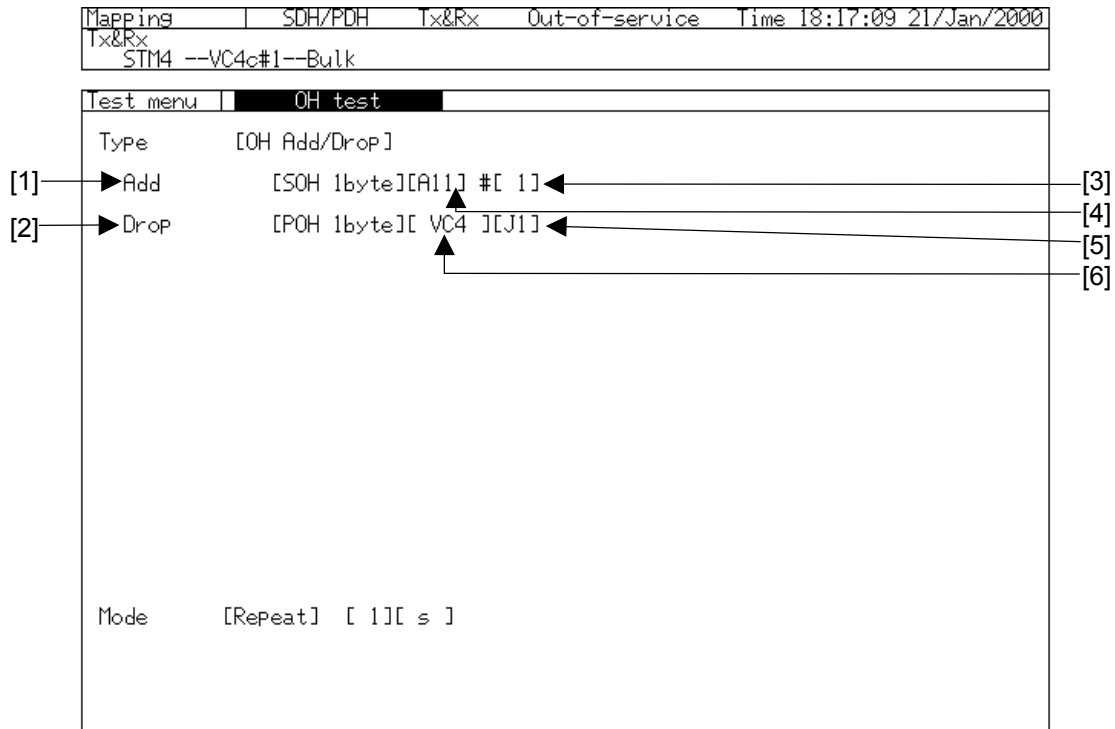 Mapping SDH/PDH Tx&Rx Out-of-service Time 18:17:09 21/Jan/2000
Tx&Rx
STM4 --VC4c#1--Bulk
Test menu OH test
Type [OH Add/Drop]
[1] Add [SOH 1byte][A11] #[ 1] [3]
[4]
[2] Drop [POH 1byte][ VC4 ][J1] [5]
[6]
Mode [Repeat] [ 1][ s ]